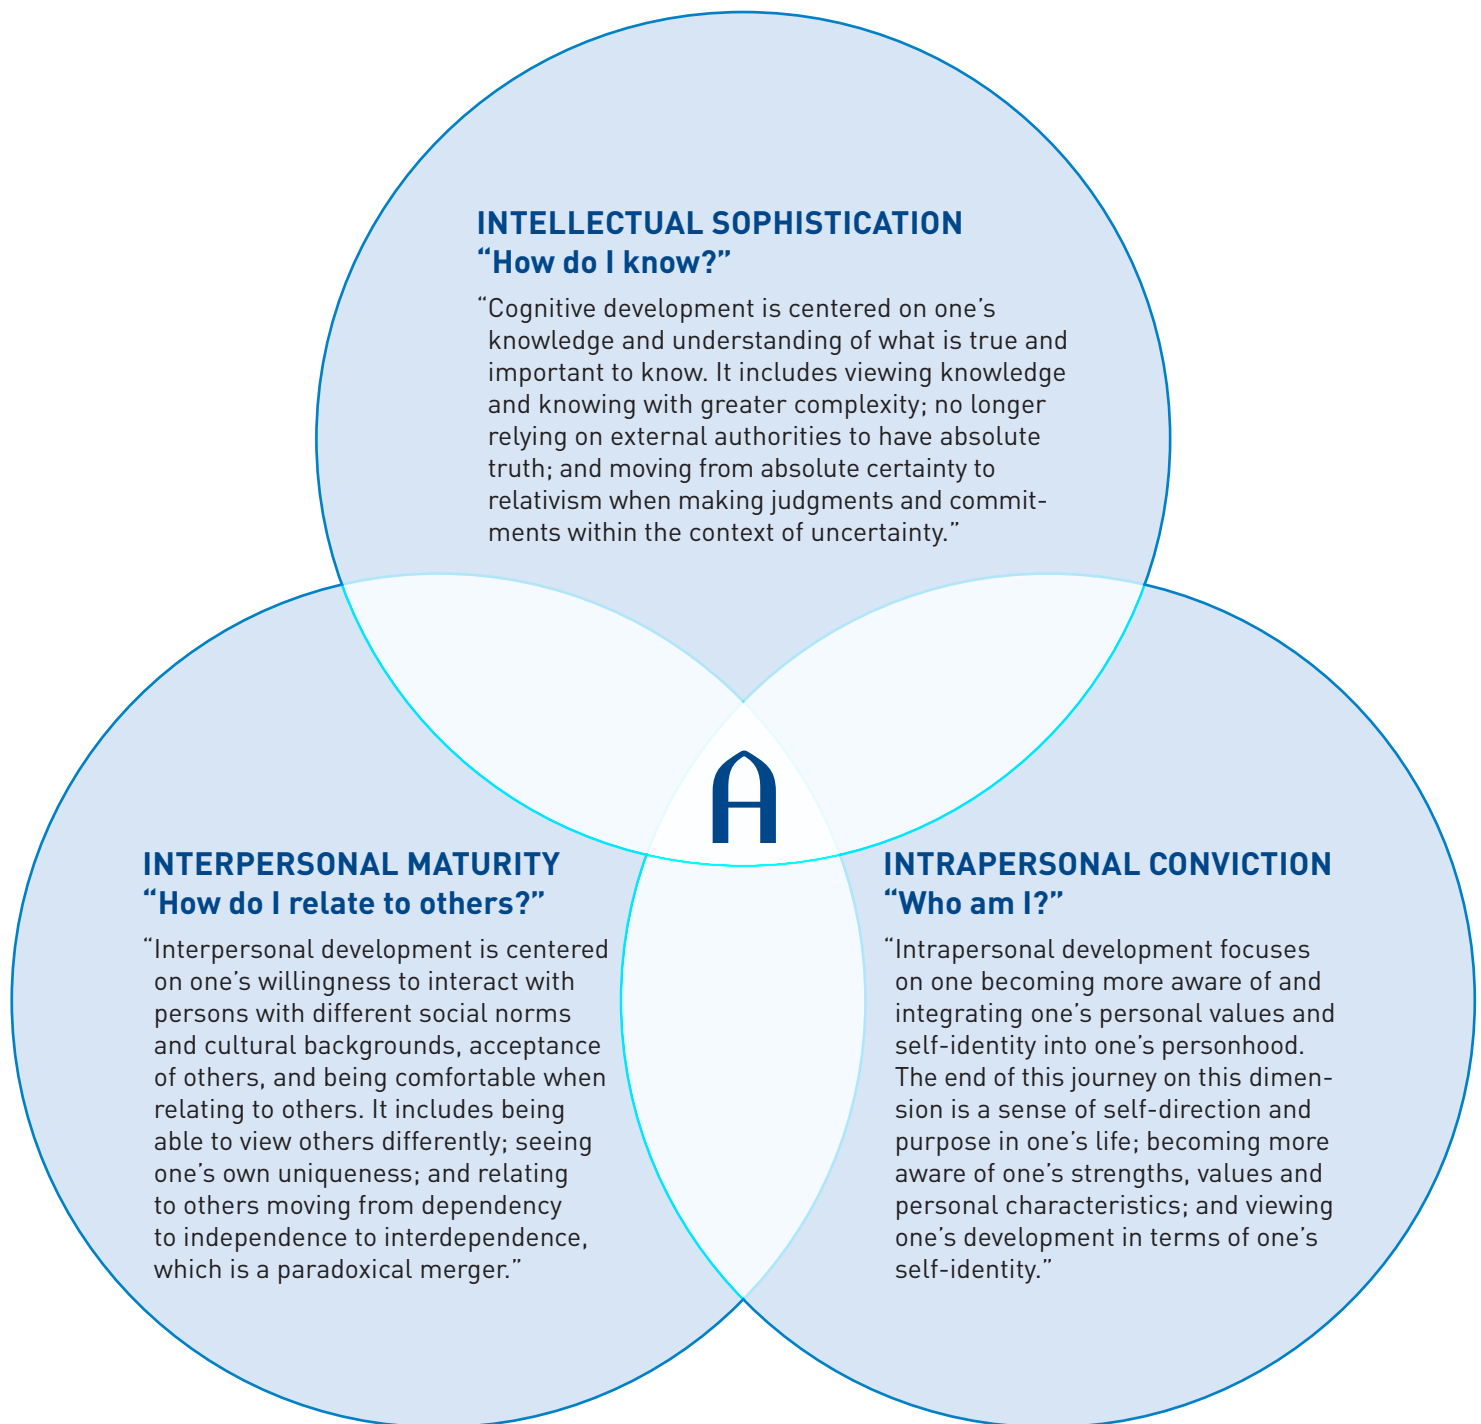 INTELLECTUAL SOPHISTICATION
“How do I know?”
“Cognitive development is centered on one’s
knowledge and understanding of what is true and
important to know. It includes viewing knowledge
and knowing with greater complexity; no longer
relying on external authorities to have absolute
truth; and moving from absolute certainty to
relativism when making judgments and commit-
ments within the context of uncertainty.”
A
INTERPERSONAL MATURITY
“How do I relate to others?”
“Interpersonal development is centered
on one’s willingness to interact with
persons with different social norms
and cultural backgrounds, acceptance
of others, and being comfortable when
relating to others. It includes being
able to view others differently; seeing
one’s own uniqueness; and relating
to others moving from dependency
to independence to interdependence,
which is a paradoxical merger.”
INTRAPERSONAL CONVICTION
“Who am I?”
“Intrapersonal development focuses
on one becoming more aware of and
integrating one’s personal values and
self-identity into one’s personhood.
The end of this journey on this dimen-
sion is a sense of self-direction and
purpose in one’s life; becoming more
aware of one’s strengths, values and
personal characteristics; and viewing
one’s development in terms of one’s
self-identity.”